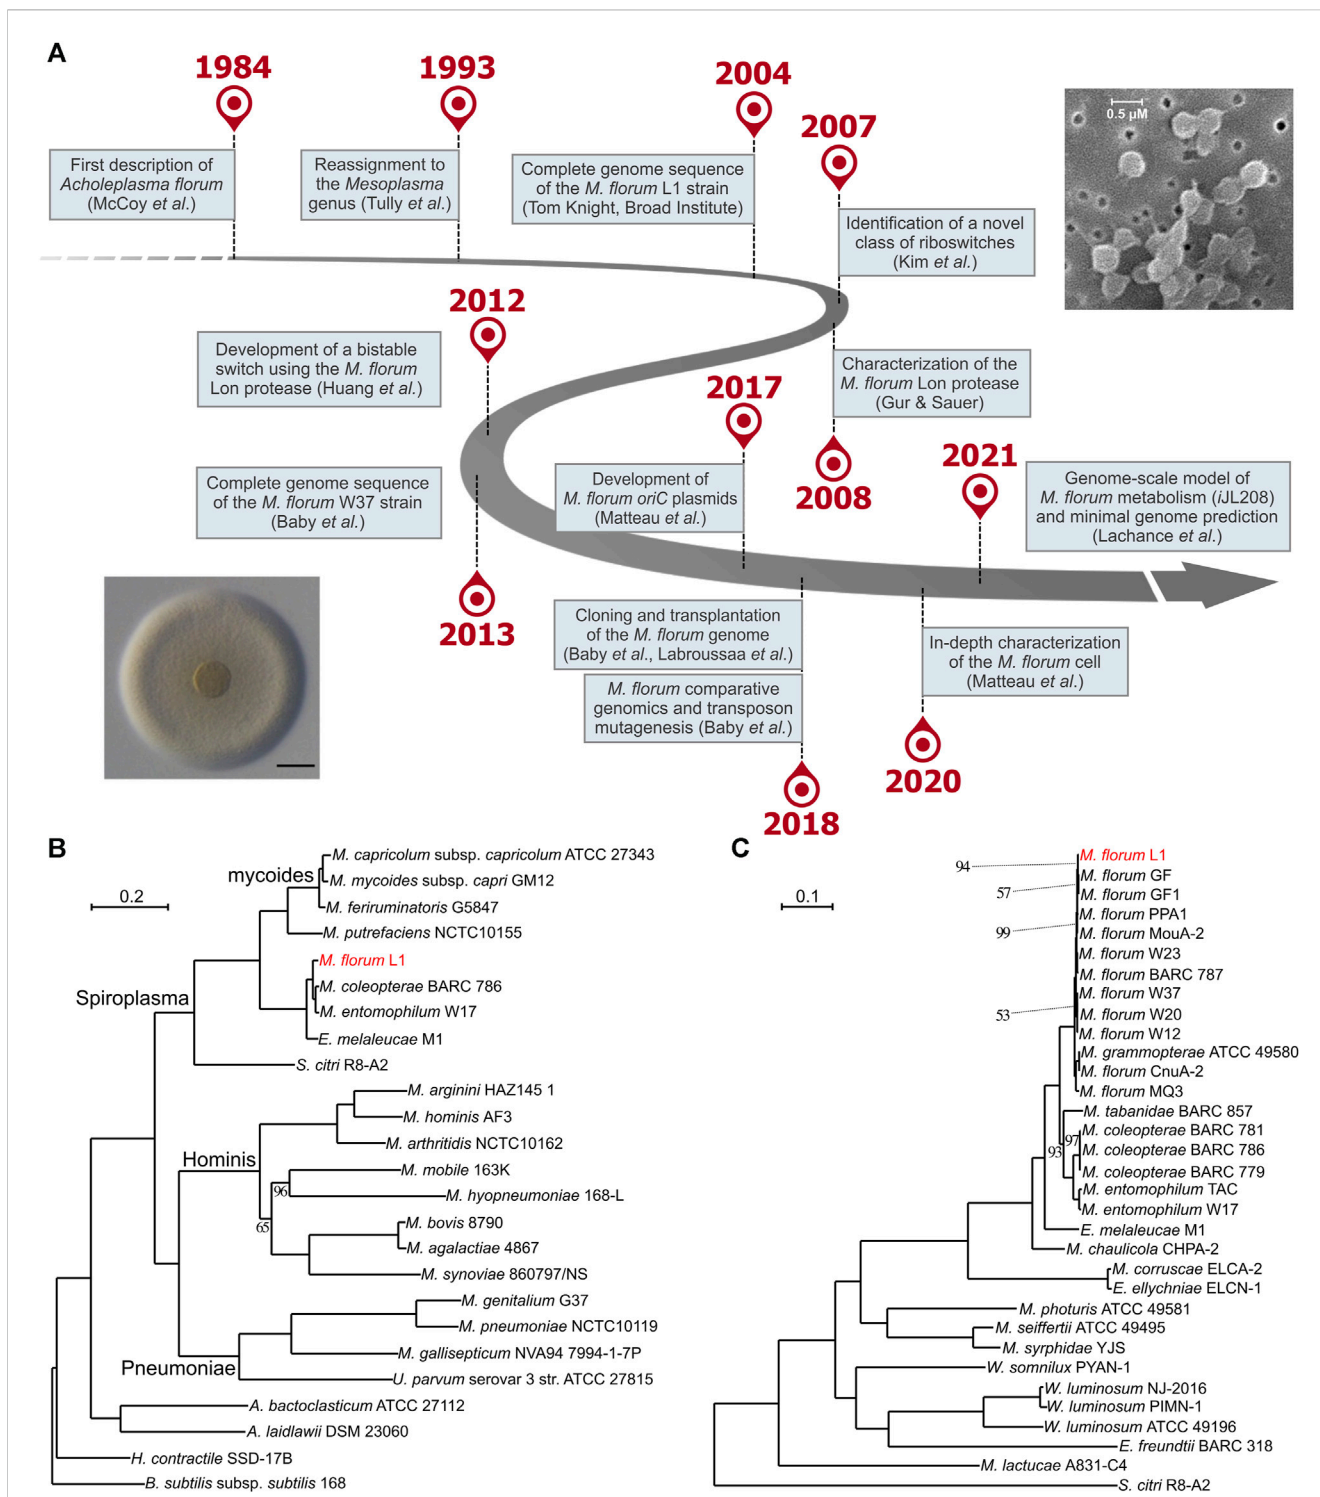 A
1984
First description of
Acholeplasma florum
(McCoy et al.)
1993
Reassignment to
the Mesoplasma
genus (Tully et al.)
2004
Complete genome sequence
of the M. florum L1 strain
(Tom Knight, Broad Institute)
2007
Identification of a novel
class of riboswitches
(Kim et al.)
0.5 µM
2012
Development of a bistable
switch using the M. florum
Lon protease (Huang et al.)
Characterization of the
M. florum Lon protease
(Gur & Sauer)
2008
Complete genome sequence
of the M. florum W37 strain
(Baby et al.)
2013
2017
Development of
M. florum oriC plasmids
(Matteau et al.)
2021
Genome-scale model of
M. florum metabolism (iJL208)
and minimal genome prediction
(Lachance et al.)
Cloning and transplantation
of the M. florum genome
(Baby et al., Labroussaa et al.)
M. florum comparative
genomics and transposon
mutagenesis (Baby et al.)
2018
In-depth characterization
of the M. florum cell
(Matteau et al.)
2020
B
0.2
mycoides
Spiroplasma
Hominis
Pneumoniae
96
65
M. capricolum subsp. capricolum ATCC 27343
M. mycoides subsp. capri GM12
M. feriruminatoris G5847
M. putrefaciens NCTC10155
M. florum L1
M. coleopterae BARC 786
M. entomophilum W17
E. melaleucae M1
S. citri R8-A2
M. arginini HAZ145 1
M. hominis AF3
M. arthritidis NCTC10162
M. mobile 163K
M. hyopneumoniae 168-L
M. bovis 8790
M. agalactiae 4867
M. synoviae 860797/NS
M. genitalium G37
M. pneumoniae NCTC10119
M. gallisepticum NVA94 7994-1-7P
U. parvum serovar 3 str. ATCC 27815
A. bactoclasticum ATCC 27112
A. laidlawii DSM 23060
H. contractile SSD-17B
B. subtilis subsp. subtilis 168
C
0.1
94
57
99
53
93
97
M. florum L1
M. florum GF
M. florum GF1
M. florum PPA1
M. florum MouA-2
M. florum W23
M. florum BARC 787
M. florum W37
M. florum W20
M. florum W12
M. grammopterae ATCC 49580
M. florum CnuA-2
M. florum MQ3
M. tabanidae BARC 857
M. coleopterae BARC 781
M. coleopterae BARC 786
M. coleopterae BARC 779
M. entomophilum TAC
M. entomophilum W17
E. melaleucae M1
M. chaulicola CHPA-2
M. corruscae ELCA-2
E. ellychniae ELCN-1
M. photuris ATCC 49581
M. seiffertii ATCC 49495
M. syrphidae YJS
W. somnilux PYAN-1
W. luminosum NJ-2016
W. luminosum PIMN-1
W. luminosum ATCC 49196
E. freundtii BARC 318
M. lactucae A831-C4
S. citri R8-A2